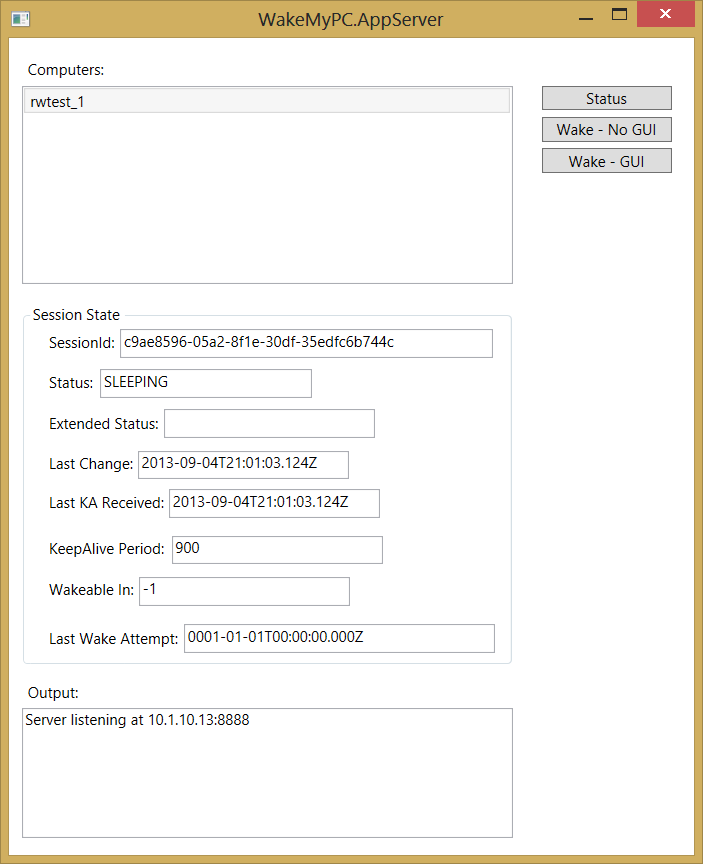 WakeMyPC.AppServer
Computers:
rwtest_1
Status
Wake - No GUI
Wake - GUI
Session State
SessionId: c9ae8596-05a2-8f1e-30df-35edfc6b744c
Status: SLEEPING
Extended Status:
Last Change: 2013-09-04T21:01:03.124Z
Last KA Received: 2013-09-04T21:01:03.124Z
KeepAlive Period: 900
Wakeable In: -1
Last Wake Attempt: 0001-01-01T00:00:00.000Z
Output:
Server listening at 10.1.10.13:8888